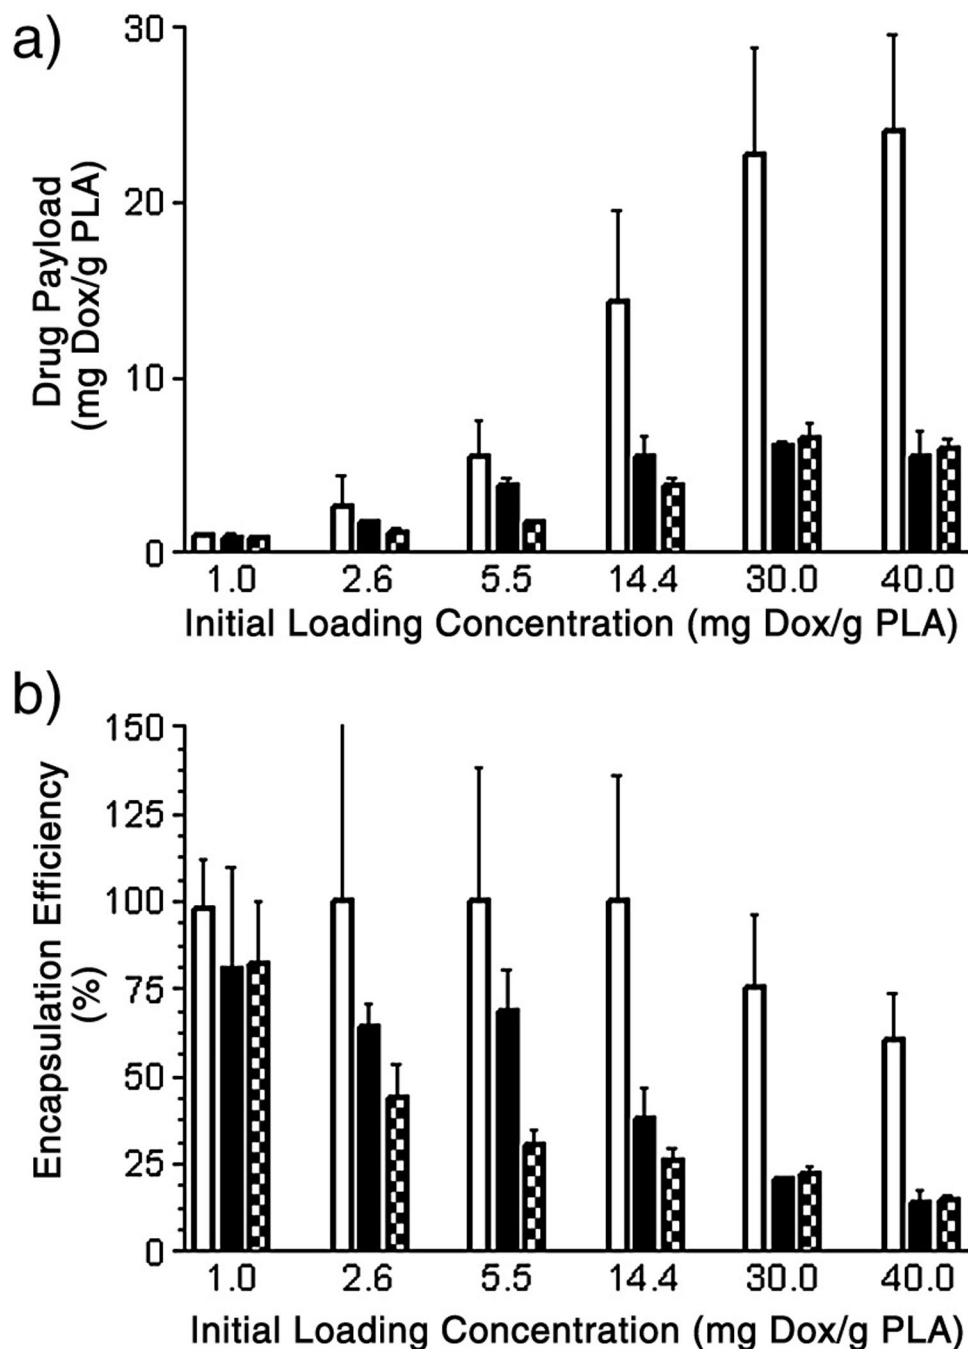 a)
Drug Payload
(mg Dox/g PLA)
30
20
10
0
1.0 2.6 5.5 14.4 30.0 40.0
Initial Loading Concentration (mg Dox/g PLA)
b)
Encapsulation Efficiency
(%)
150
125
100
75
50
25
0
1.0 2.6 5.5 14.4 30.0 40.0
Initial Loading Concentration (mg Dox/g PLA)